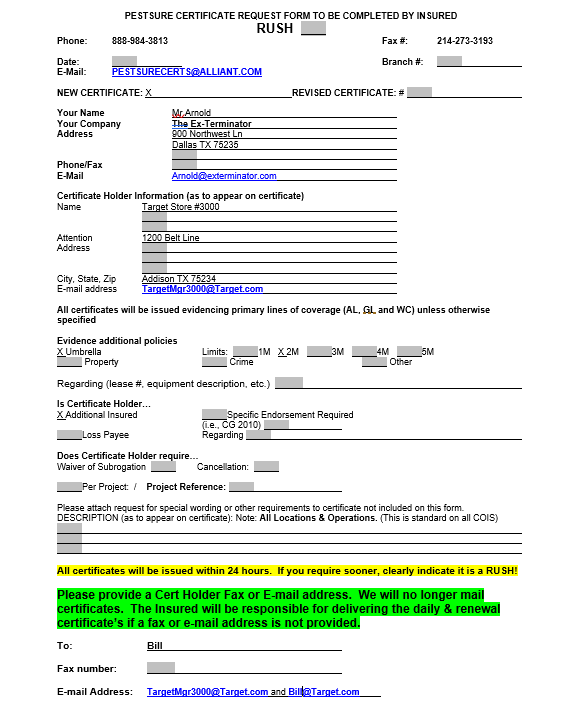 PESTSURE CERTIFICATE REQUEST FORM TO BE COMPLETED BY INSURED
RUSH
Phone: 888-984-3813 Fax #: 214-273-3193
Date: Branch #:
E-Mail: PESTSURECERTS@ALLIANT.COM
NEW CERTIFICATE: X REVISED CERTIFICATE: #
Your Name Mr.Arnold
Your Company The Ex-Terminator
Address 900 Northwest Ln
Dallas TX 75235
Phone/Fax
E-Mail Arnold@exterminator.com
Certificate Holder Information (as to appear on certificate)
Name Target Store #3000
Attention 1200 Belt Line
Address
City, State, Zip Addison TX 75234
E-mail address TargetMgr3000@Target.com
All certificates will be issued evidencing primary lines of coverage (AL, GL and WC) unless otherwise
specified
Evidence additional policies
X Umbrella Limits: 1M X 2M 3M 4M 5M
Property Crime Other
Regarding (lease #, equipment description, etc.)
Is Certificate Holder…
X Additional Insured Specific Endorsement Required
(i.e., CG 2010)
Loss Payee Regarding
Does Certificate Holder require…
Waiver of Subrogation Cancellation:
Per Project: / Project Reference:
Please attach request for special wording or other requirements to certificate not included on this form.
DESCRIPTION (as to appear on certificate): Note: All Locations & Operations. (This is standard on all COIS)
All certificates will be issued within 24 hours. If you require sooner, clearly indicate it is a RUSH!
Please provide a Cert Holder Fax or E-mail address. We will no longer mail
certificates. The Insured will be responsible for delivering the daily & renewal
certificate's if a fax or e-mail address is not provided.
To: Bill
Fax number:
E-mail Address: TargetMgr3000@Target.com and Bill@Target.com